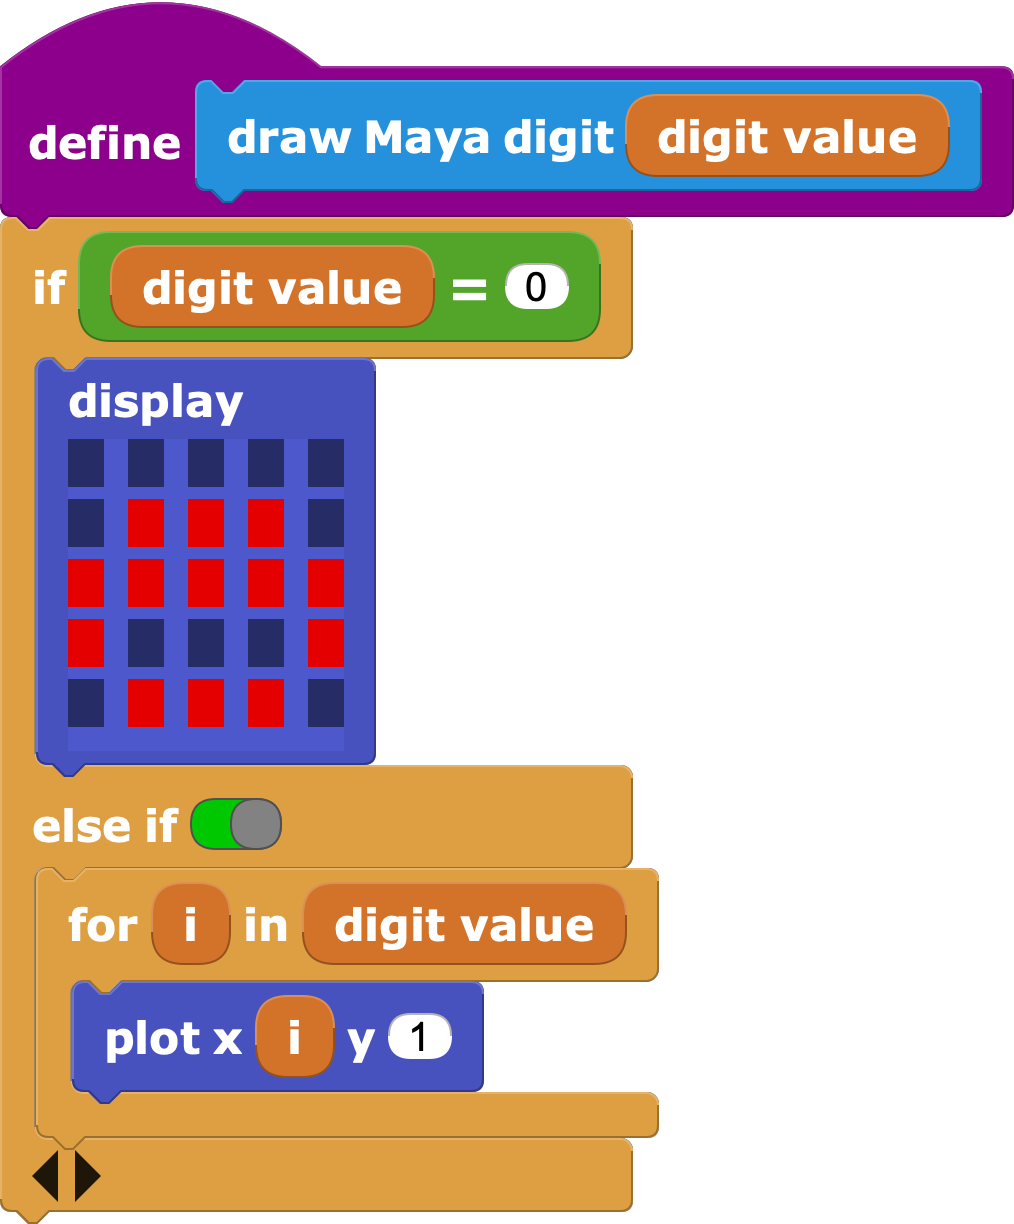 define draw Maya digit digit value
if digit value = 0
display
else if
for i in digit value
plot x i y 1